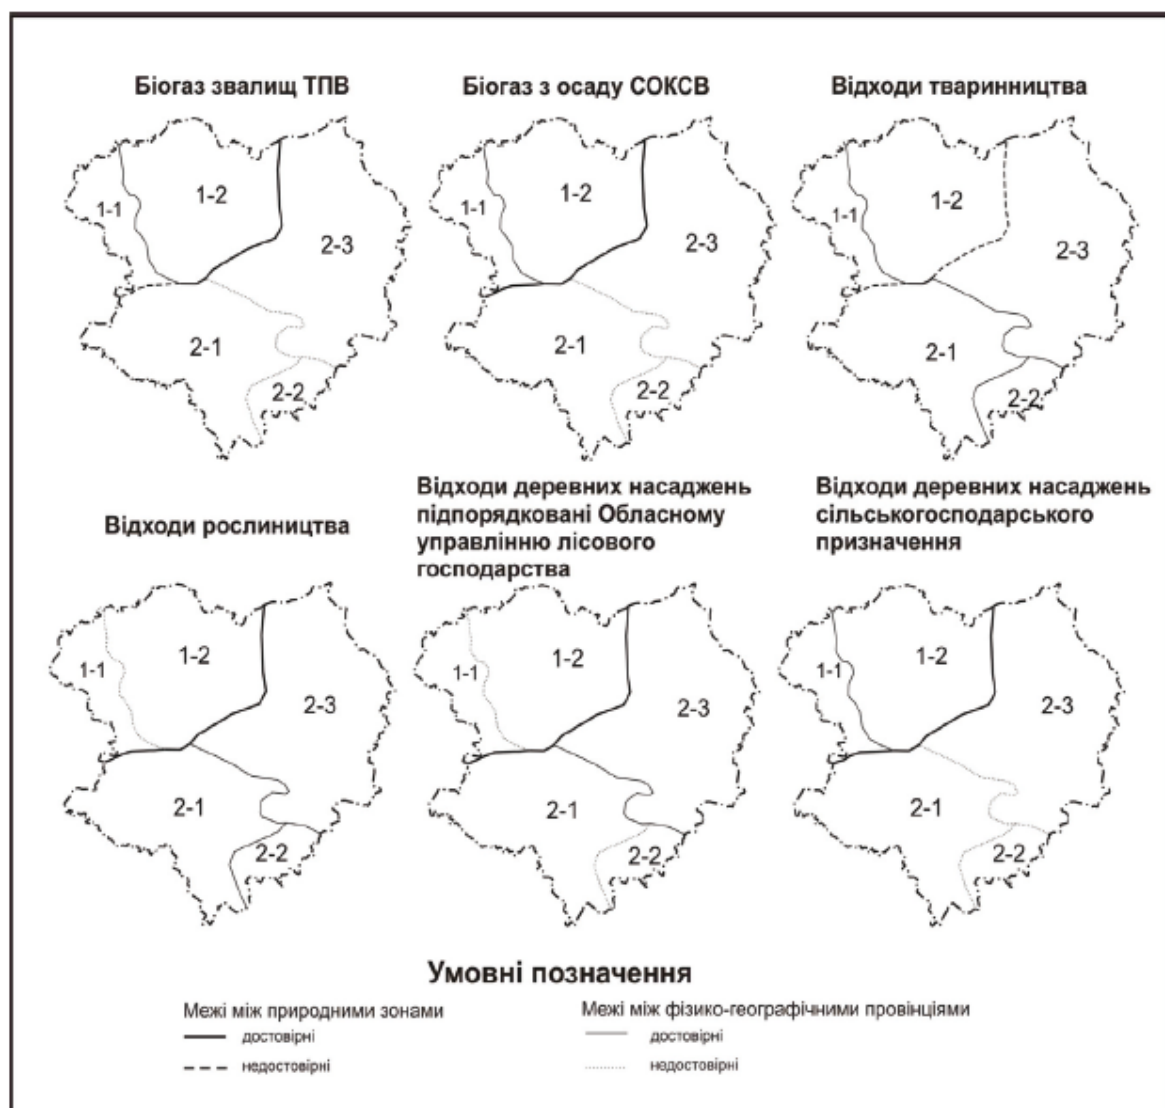 Біогаз звалищ ТПВ
Біогаз з осаду СОКСВ
Відходи тваринництва
1-1
1-2
2-3
2-1
2-2
1-1
1-2
2-3
2-1
2-2
1-1
1-2
2-3
2-1
2-2
Відходи рослиництва
Відходи деревних насаджень
підпорядковані Обласному
управлінню лісового
господарства
Відходи деревних насаджень
сільськогосподарського
призначення
1-1
1-2
2-3
2-1
2-2
1-1
1-2
2-3
2-1
2-2
1-1
1-2
2-3
2-1
2-2
Умовні позначення
Межі між природними зонами
достовірні
недостовірні
Межі між фізико-географічними провінціями
достовірні
недостовірні